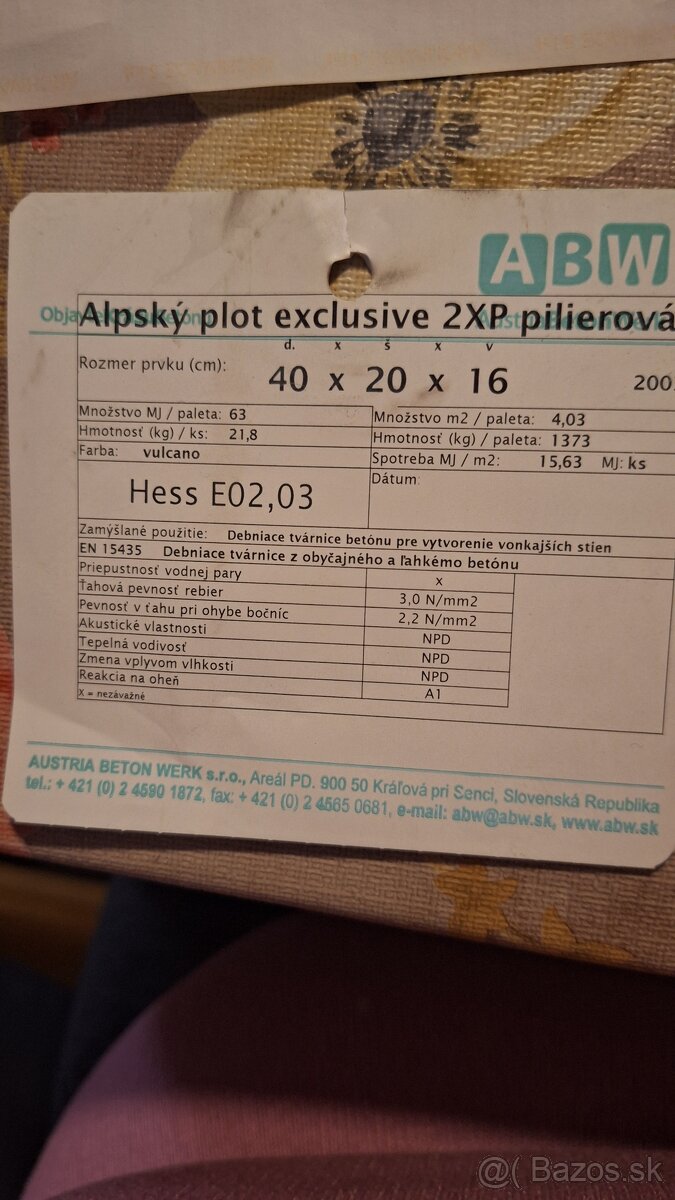 ABW
Alpský plot exclusive 2XP pilierová
d. x š x v
Rozmer prvku (cm): 40 x 20 x 16 200
Množstvo MJ / paleta: 63 Množstvo m2 / paleta: 4,03
Hmotnosť (kg) / ks: 21,8 Hmotnosť (kg) / paleta: 1373
Farba: vulcano Spotreba MJ / m2: 15,63 MJ: ks
Hess E02,03 Dátum:
Zamýšlané použitie: Debniace tvárnice betónu pre vytvorenie vonkajších stien
EN 15435 Debniace tvárnice z obyčajného a ľahkého betónu
Priepustnosť vodnej pary x
Ťahová pevnosť rebier 3,0 N/mm2
Pevnosť v ťahu pri ohybe bočníc 2,2 N/mm2
Akustické vlastnosti NPD
Tepelná vodivosť NPD
Zmena vplyvom vlhkosti NPD
Reakcia na oheň A1
x = nezávažné
AUSTRIA BETON WERK s.r.o., Areál PD. 900 50 Kráľová pri Senci, Slovenská Republika
tel.: + 421 (0) 2 4590 1872, fax: + 421 (0) 2 4565 0681, e-mail: abw@abw.sk, www.abw.sk
@( Bazos.sk